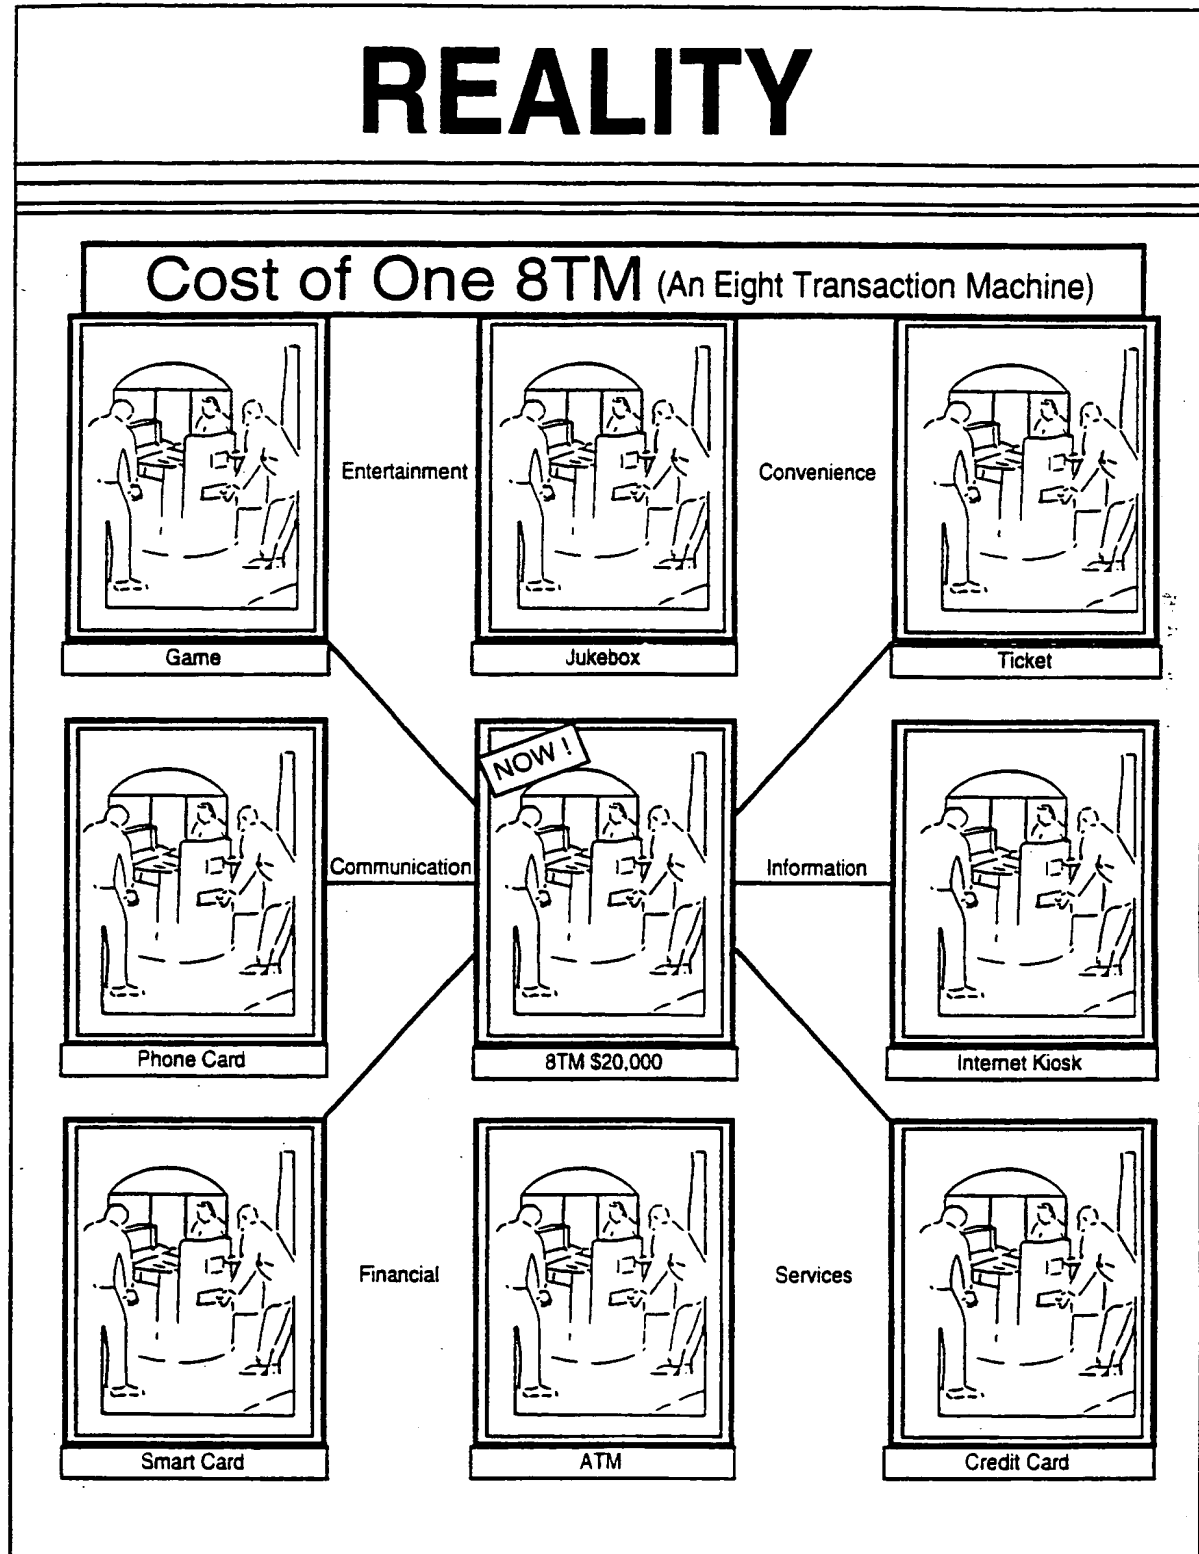 REALITY
Cost of One 8TM (An Eight Transaction Machine)
Entertainment
Convenience
Game
Jukebox
Ticket
NOW !
Communication
Information
Phone Card
8TM $20,000
Internet Kiosk
Financial
Services
Smart Card
ATM
Credit Card